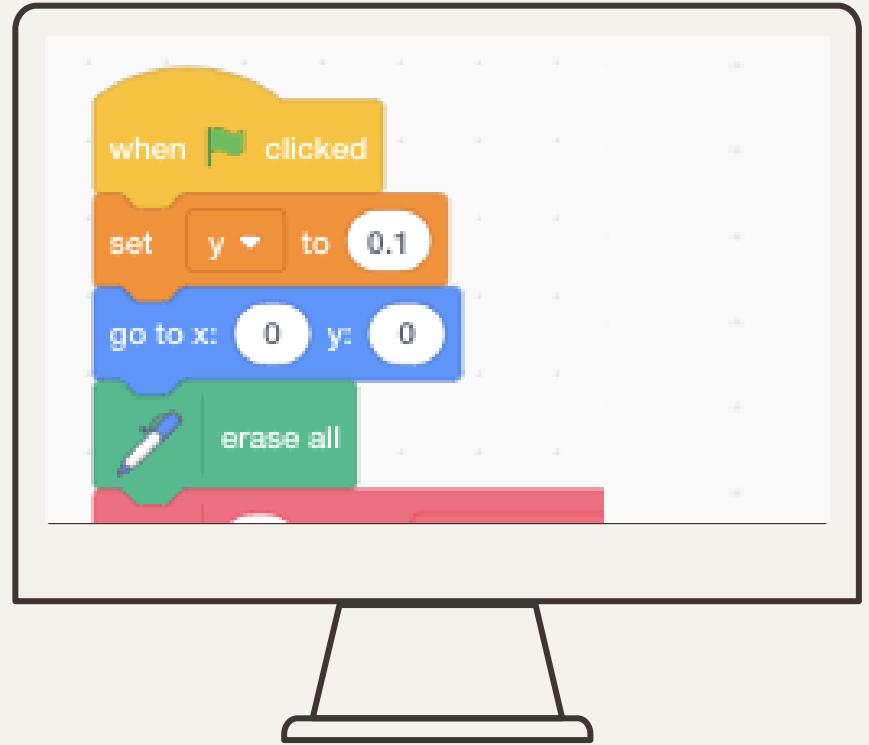 when clicked
set y to 0.1
go to x: 0 y: 0
erase all